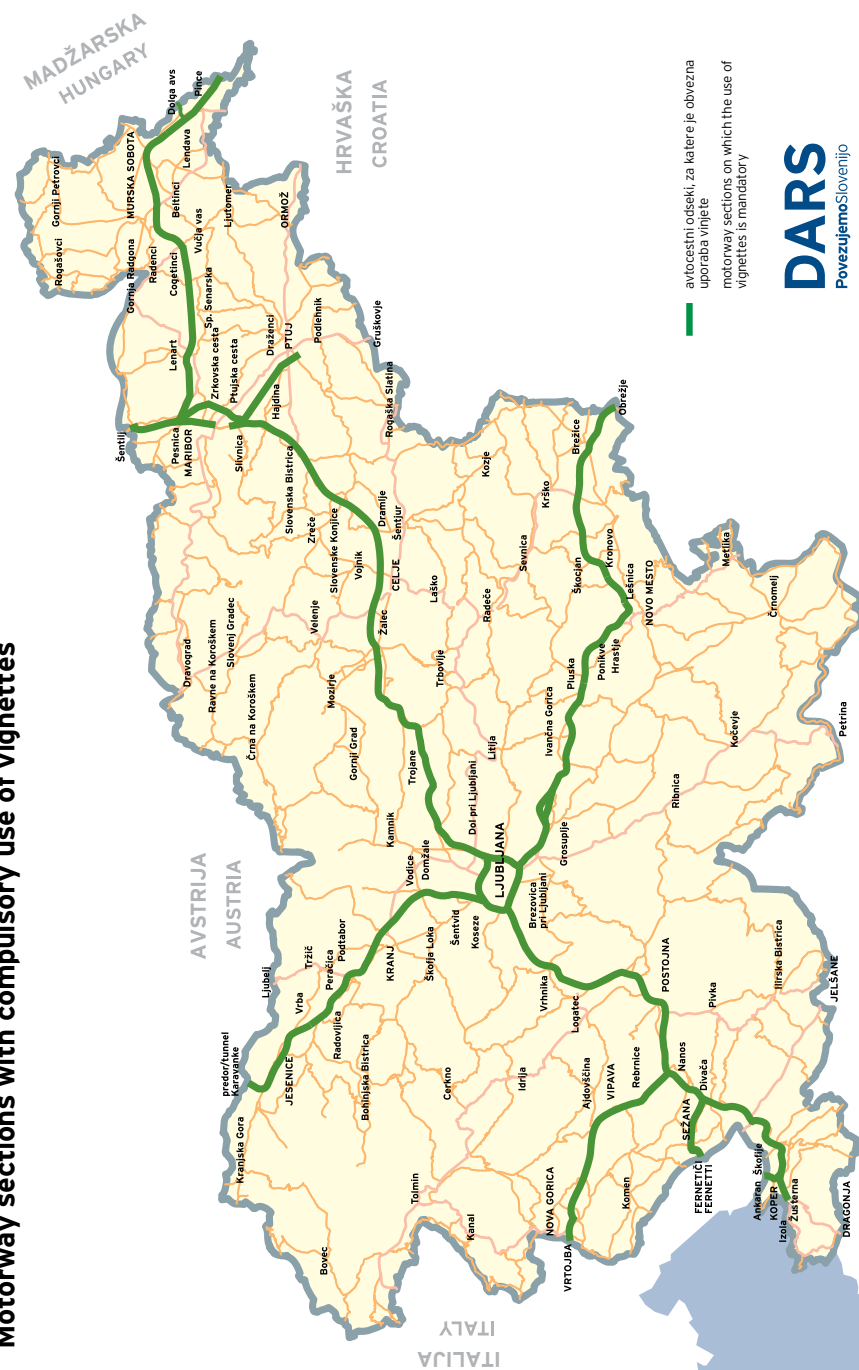 Motorway sections with compulsory use of vignettes
MADŽARSKA
HUNGARY
HRVAŠKA
CROATIA
AVSTRIJA
AUSTRIA
ITALIJA
ITALY
Dolga avs
Pince
Lendava
MURSKA SOBOTA
Gornji Petrovci
Rogašovci
Beltinci
Ljutomer
Vučja vas
Gornja Radgona
Radenci
Cogetinci
Sp. Senarska
ORMOŽ
Lenart
Zrkovska cesta
Ptujska cesta
Draženci
PTUJ
Podlehnik
Hajdina
Gruškovje
Šentilj
Pesnica
MARIBOR
Slivnica
Rogaška Slatina
Slovenska Bistrica
Zreče
Slovenske Konjice
Vojnik
Dramlje
Šentjur
CELJE
Kozje
Obrežje
Brežice
Krško
Sevnica
Laško
Radeče
Škocjan
Kronovo
Lešnica
NOVO MESTO
Metlika
Črnomelj
Dravograd
Ravne na Koroškem
Slovenj Gradec
Črna na Koroškem
Velenje
Žalec
Mozirje
Gornji Grad
Trbovlje
Trojane
Litija
Dol pri Ljubljani
Ivančna Gorica
Pluska
Ponikve
Hrastje
Petrina
Kočevje
Ribnica
Grosuplje
Kamnik
Vodice
Domžale
LJUBLJANA
Brezovica
pri Ljubljani
Šentvid
Koseze
Škofja Loka
KRANJ
Podtabor
Peračica
Tržič
Ljubelj
Vrba
Radovljica
Bohinjska Bistrica
JESENICE
predor/tunnel
Karavanke
Kranjska Gora
Vrhnika
Logatec
POSTOJNA
Pivka
Ilirska Bistrica
JELŠANE
Cerkno
Idrija
Ajdovščina
VIPAVA
Rebrnice
Nanos
Divača
SEŽANA
FERNETIČI
FERNETTI
Tolmin
Kanal
Bovec
NOVA GORICA
VRTOJBA
Komen
Ankaran
Škofije
KOPER
Izola
Žusterna
DRAGONJA
avtocestni odseki, za katere je obvezna
uporaba vinjete
motorway sections on which the use of
vignettes is mandatory
DARS
PovezujemoSlovenijo